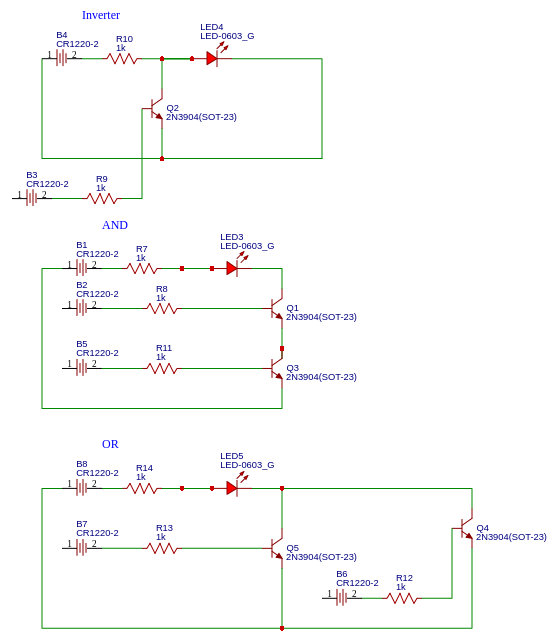 Inverter
B4
CR1220-2
1 2
R10
1k
LED4
LED-0603_G
Q2
2N3904(SOT-23)
B3
CR1220-2
1 2
R9
1k
AND
B1
CR1220-2
1 2
R7
1k
LED3
LED-0603_G
B2
CR1220-2
1 2
R8
1k
Q1
2N3904(SOT-23)
B5
CR1220-2
1 2
R11
1k
Q3
2N3904(SOT-23)
OR
B8
CR1220-2
1 2
R14
1k
LED5
LED-0603_G
B7
CR1220-2
1 2
R13
1k
Q5
2N3904(SOT-23)
Q4
2N3904(SOT-23)
B6
CR1220-2
1 2
R12
1k